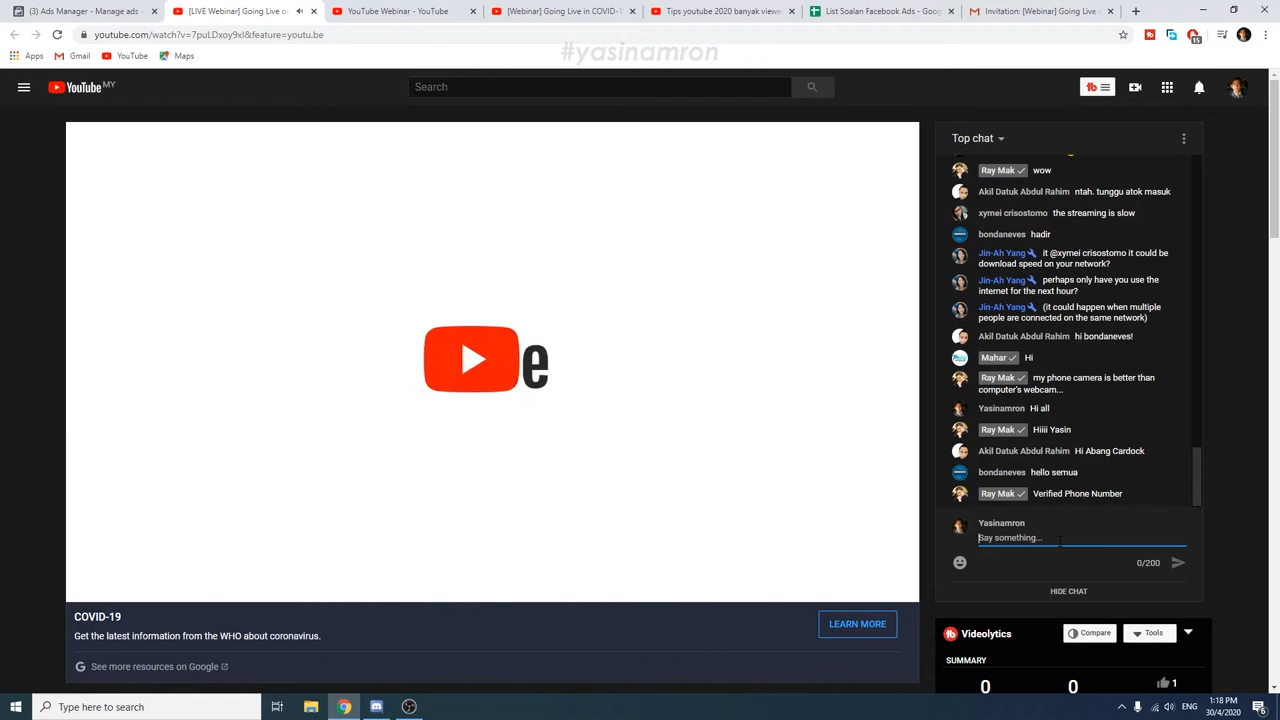 (3) Ads Manager - Manage ads -
[LIVE Webinar] Going Live on
YouTube Webinar - YouTube
[Webinar] Going Live in COVID-1
Tips youtube 2020 banyak views
List Soalan Facebook Ads - Goog
Invitation: [Webinar] Going Live
youtube.com/watch?v=7puLDxoy9xI&feature=youtu.be
15
Apps
Gmail
YouTube
Maps
#yasinamron
YouTube MY
Search
Top chat
Ray Mak wow
Akil Datuk Abdul Rahim ntah. tunggu atok masuk
xymei crisostomo the streaming is slow
bondaneves hadir
Jin-Ah Yang it @xymei crisostomo it could be
download speed on your network?
Jin-Ah Yang perhaps only have you use the
internet for the next hour?
Jin-Ah Yang (it could happen when multiple
people are connected on the same network)
Akil Datuk Abdul Rahim hi bondaneves!
Mahar Hi
Ray Mak my phone camera is better than
computer's webcam...
Yasinamron Hi all
Ray Mak Hiiii Yasin
Akil Datuk Abdul Rahim Hi Abang Cardock
bondaneves hello semua
Ray Mak Verified Phone Number
Yasinamron
Say something...
0/200
HIDE CHAT
e
COVID-19
Get the latest information from the WHO about coronavirus.
LEARN MORE
See more resources on Google
Videolytics
Compare
Tools
SUMMARY
0
0
1
Type here to search
ENG
1:18 PM
30/4/2020
6